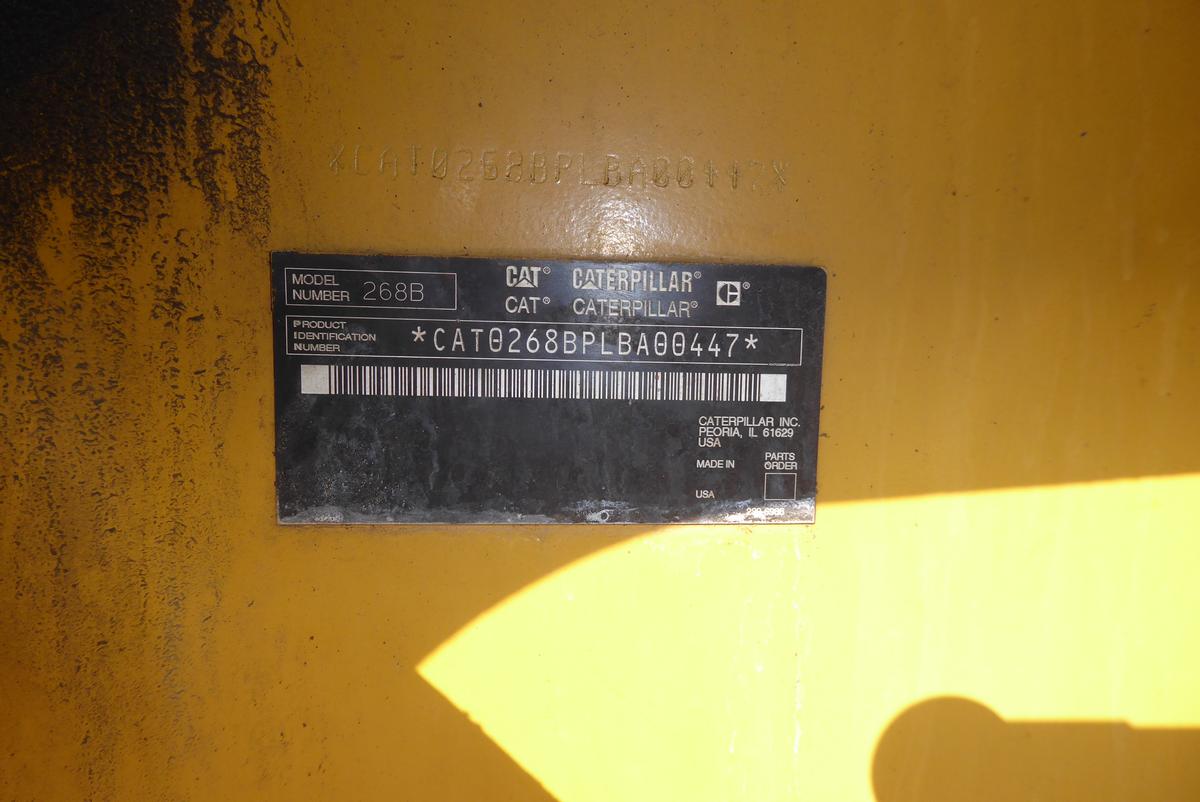 *CAT0268BPLBA00447*
MODEL NUMBER 268B
CAT® CATERPILLAR®
CAT® CATERPILLAR®
PRODUCT IDENTIFICATION NUMBER *CAT0268BPLBA00447*
CATERPILLAR INC.
PEORIA, IL 61629
USA
MADE IN
USA
PARTS
ORDER